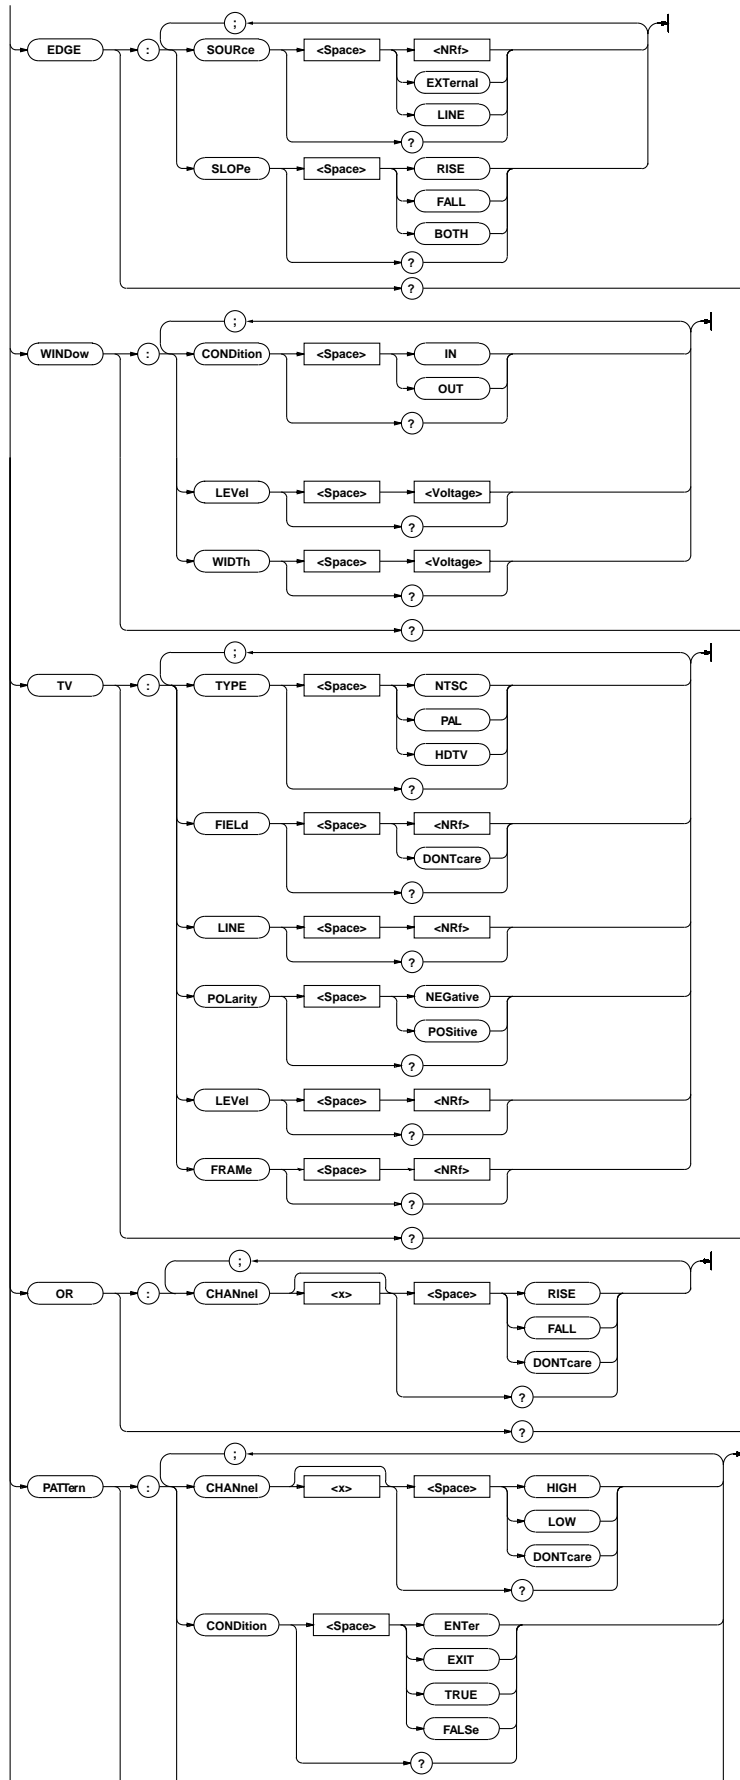 ;
EDGE : SOURce <Space> <NRf>
EXTernal
LINE
?
SLOPe <Space> RISE
FALL
BOTH
?
?
;
WINDow : CONDition <Space> IN
OUT
?
LEVel <Space> <Voltage>
?
WIDTh <Space> <Voltage>
?
?
;
TV : TYPE <Space> NTSC
PAL
HDTV
?
FIELd <Space> <NRf>
DONTcare
?
LINE <Space> <NRf>
?
POLarity <Space> NEGative
POSitive
?
LEVel <Space> <NRf>
?
FRAMe <Space> <NRf>
?
?
;
OR : CHANnel <x> <Space> RISE
FALL
DONTcare
?
?
;
PATTern : CHANnel <x> <Space> HIGH
LOW
DONTcare
?
CONDition <Space> ENTer
EXIT
TRUE
FALSe
?